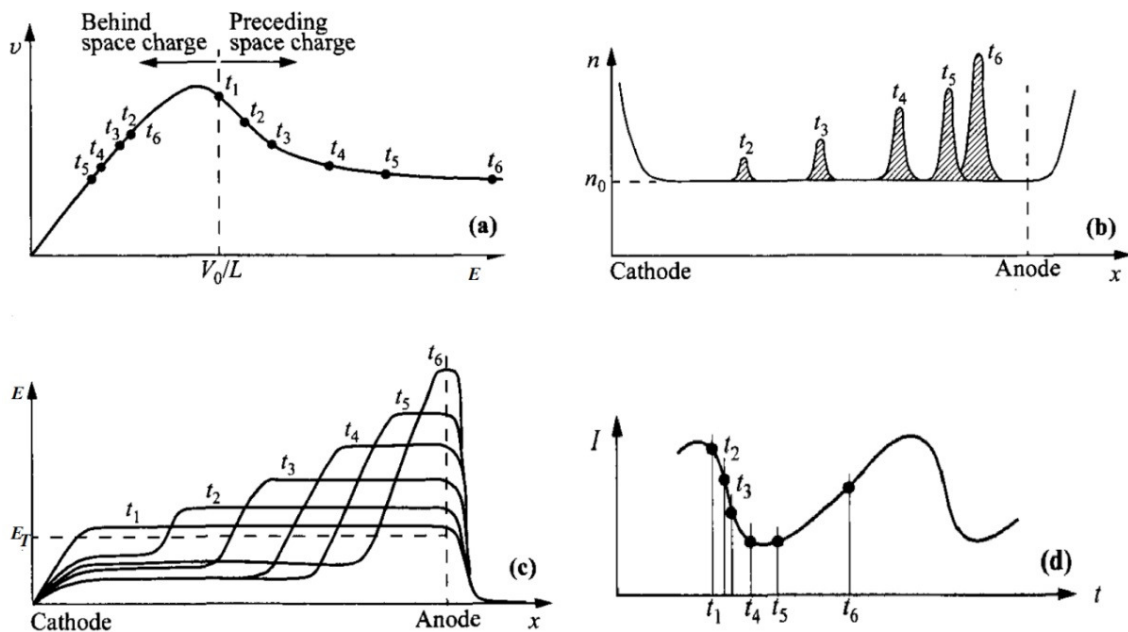 Behind
space charge
Preceding
space charge
v
t1
t2
t3
t4
t5
t6
t2
t6
t3
t4
t5
V0/L
E
(a)
n
n0
t2
t3
t4
t5
t6
(b)
Cathode
Anode
x
E
ET
t1
t2
t3
t4
t5
t6
(c)
Cathode
Anode
x
I
t2
t3
t1
t4
t5
t6
(d)
t